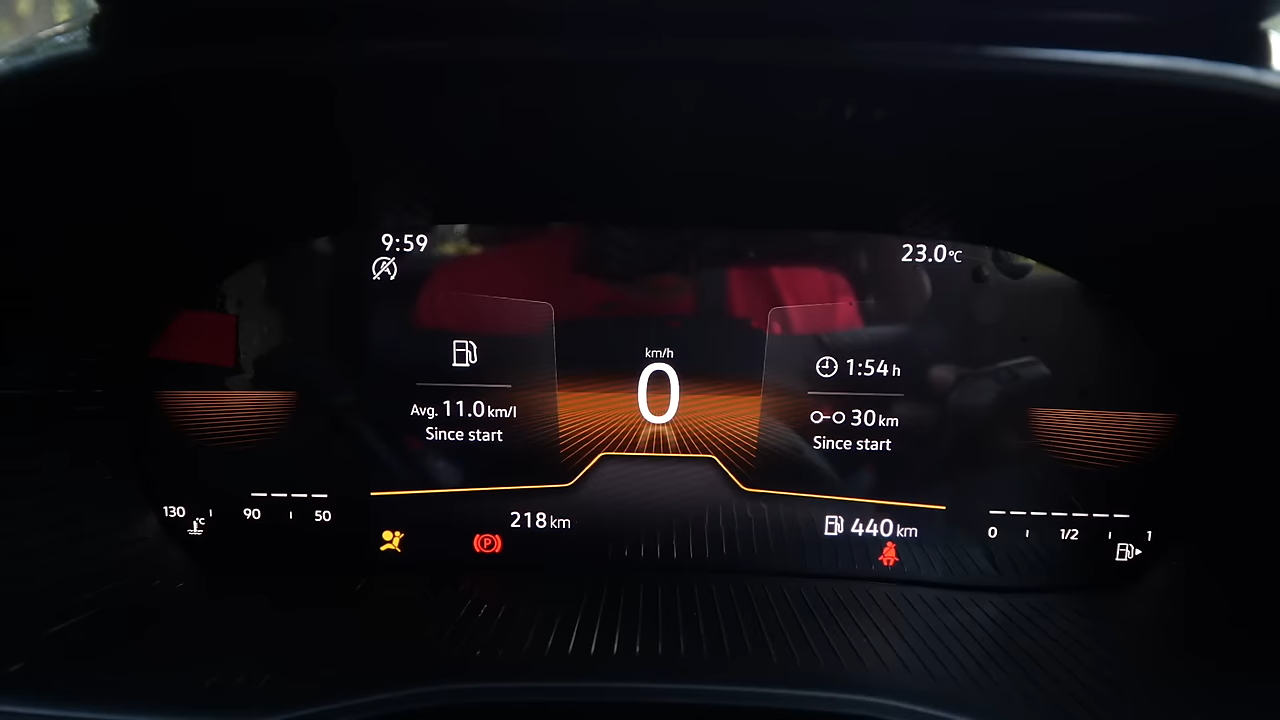 9:59
23.0°C
km/h
0
Avg. 11.0 km/l
Since start
1:54 h
30 km
Since start
130 °C 90 50
218 km
440 km
0 1/2 1
P